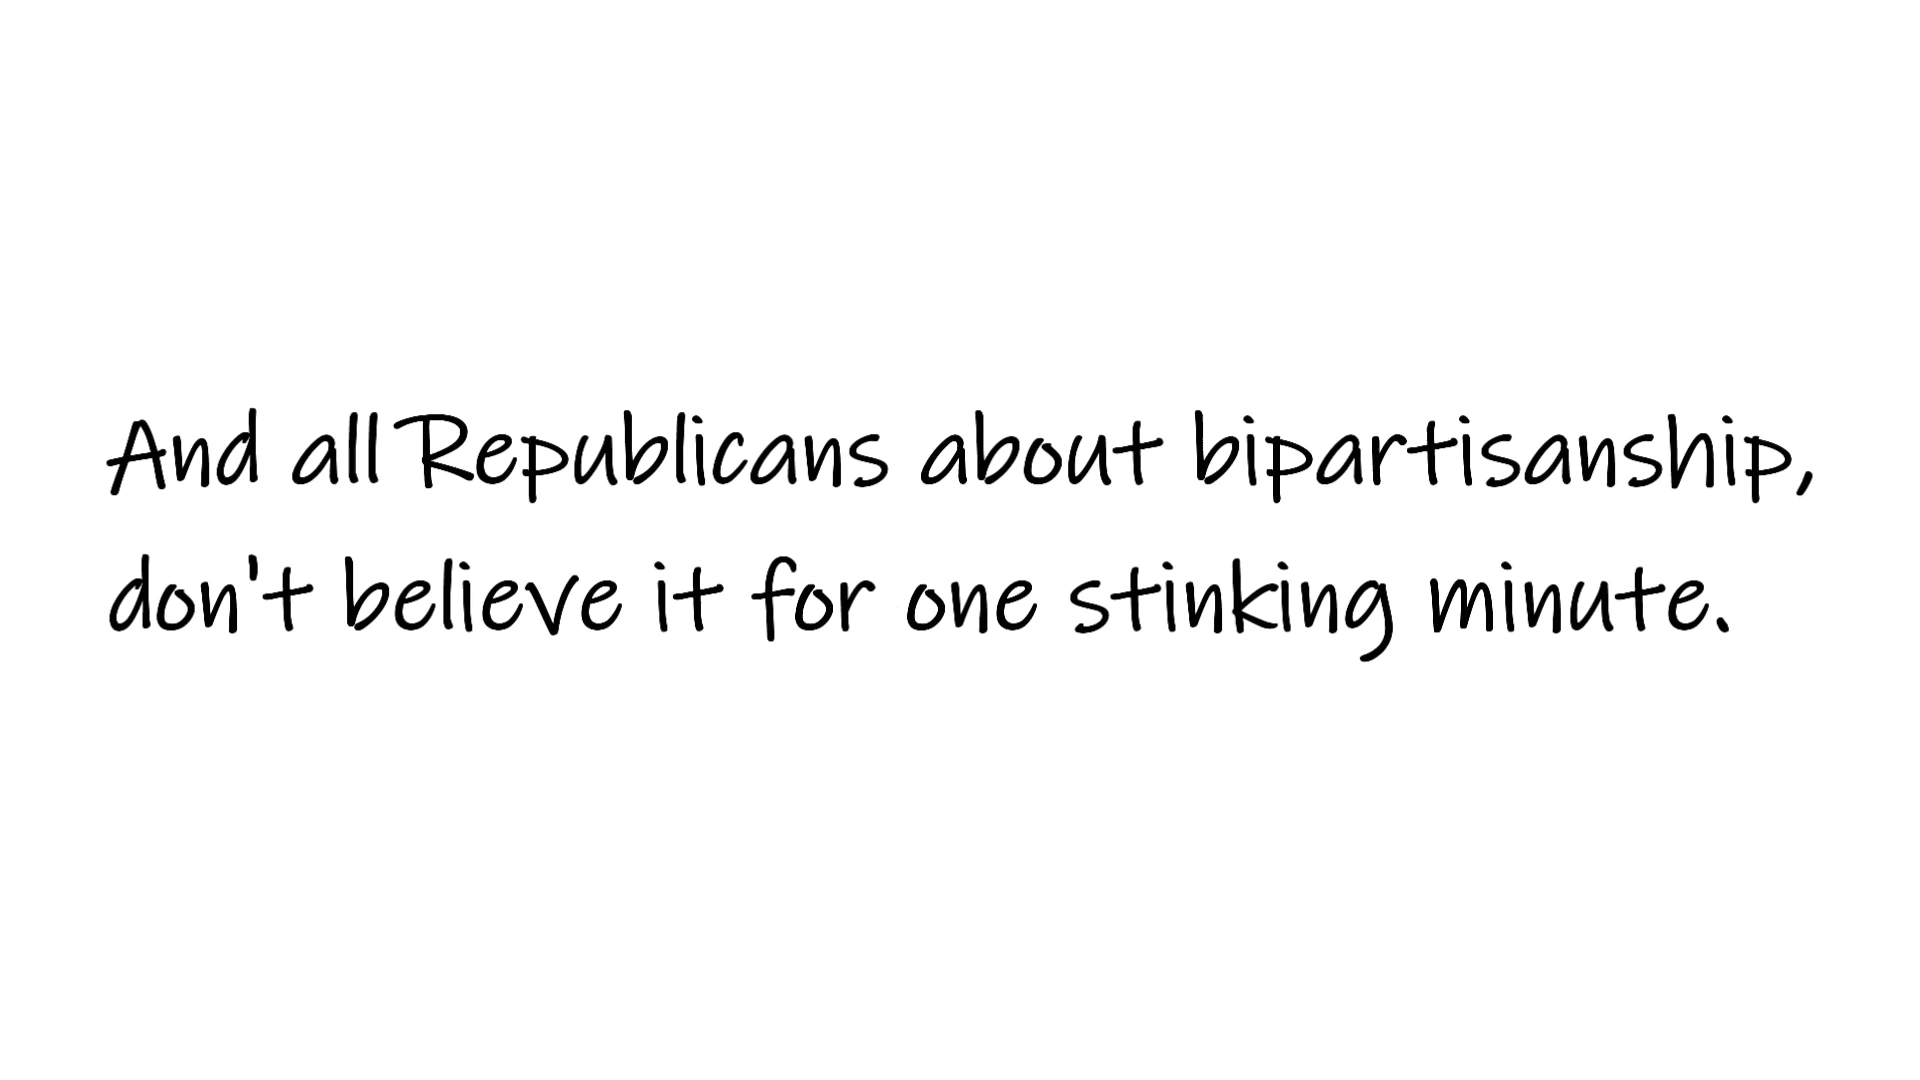 And all Republicans about bipartisanship,
don't believe it for one stinking minute.